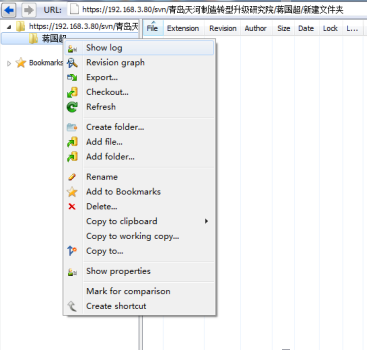 URL: https://192.168.3.80/svn/青岛天河制造转型升级研究院/蒋国超/新建文件夹
https://192.168.3.80/svn/青岛天
File Extension Revision Author Size Date Lock L...
蒋国超
Bookmarks
Show log
Revision graph
Export...
Checkout...
Refresh
Create folder...
Add file...
Add folder...
Rename
Add to Bookmarks
Delete...
Copy to clipboard
Copy to working copy...
Copy to...
Show properties
Mark for comparison
Create shortcut